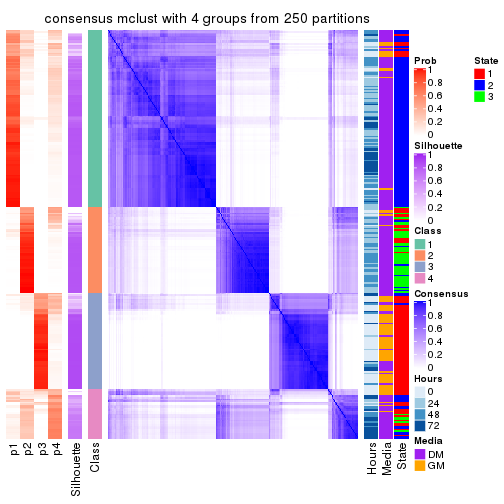 consensus mclust with 4 groups from 250 partitions
Prob
1
0.8
0.6
0.4
0.2
0
State
1
2
3
Silhouette
1
0.8
0.6
0.4
0.2
0
Class
1
2
3
4
Consensus
1
0.8
0.6
0.4
0.2
0
Hours
0
24
48
72
Media
DM
GM
p1
p2
p3
p4
Silhouette
Class
Hours
Media
State